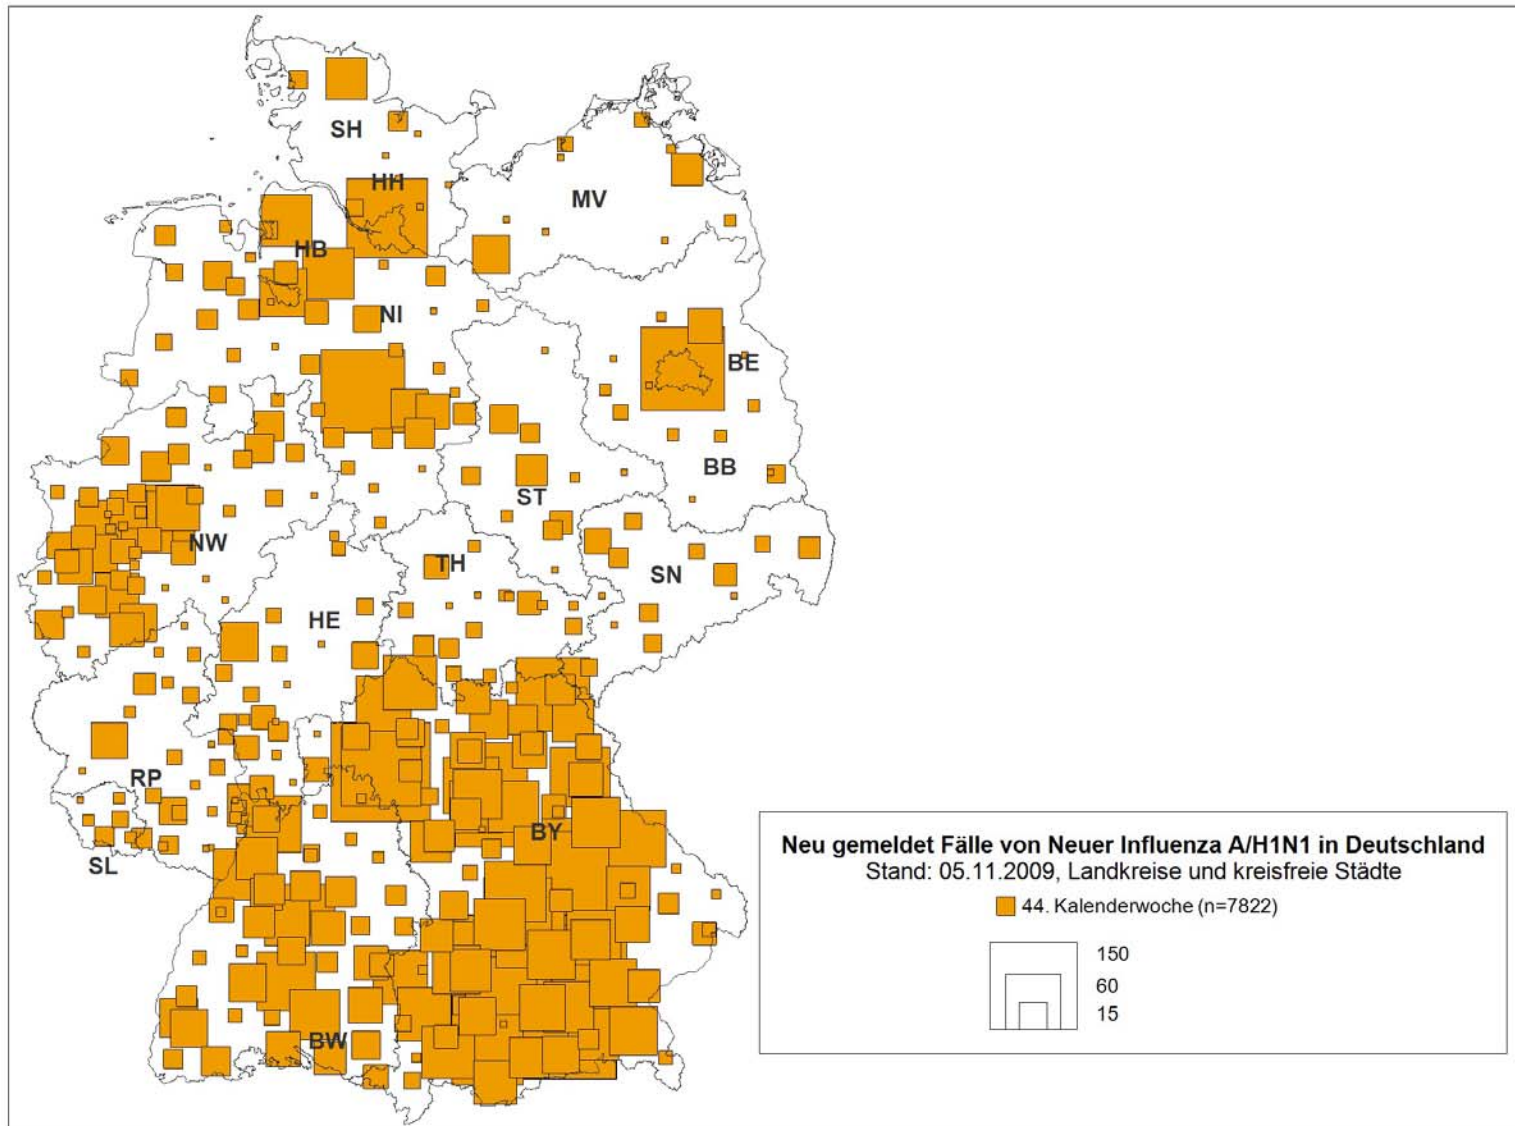 SH
HH
MV
HB
NI
BE
BB
ST
NW
TH
SN
HE
RP
BY
SL
BW
Neu gemeldet Fälle von Neuer Influenza A/H1N1 in Deutschland
Stand: 05.11.2009, Landkreise und kreisfreie Städte
44. Kalenderwoche (n=7822)
150
60
15